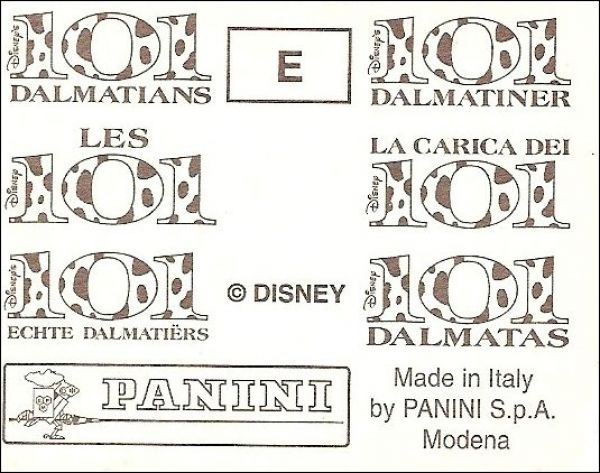 Disney's
101
DALMATIANS
E
Disney's
101
DALMATINER
LES
Disney
101
LA CARICA DEI
Disney
101
Disney's
101
ECHTE DALMATIËRS
© DISNEY
Disney's
101
DALMATAS
PANINI
Made in Italy
by PANINI S.p.A.
Modena